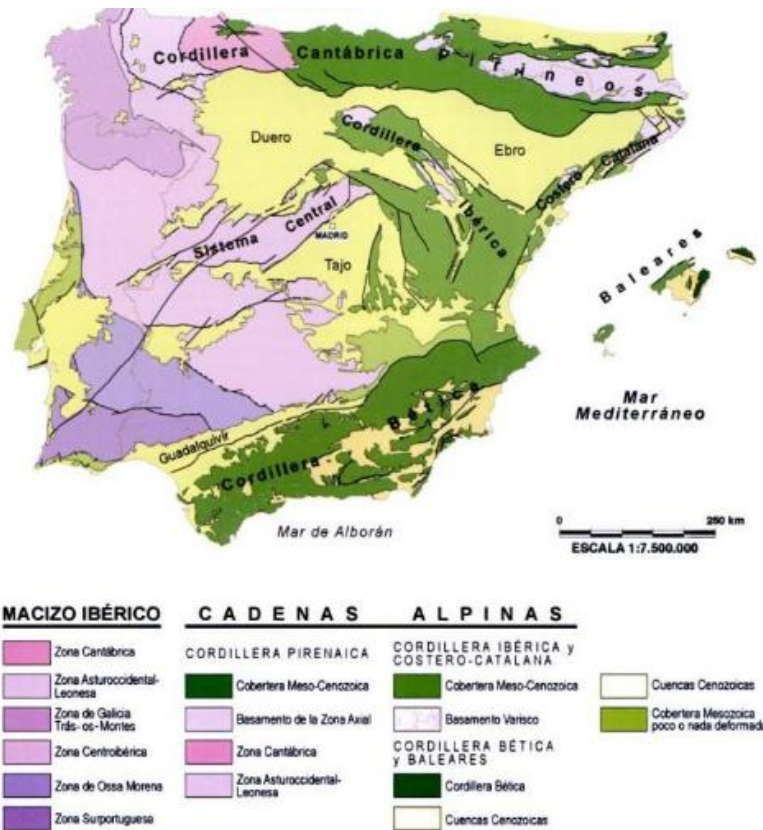 Cordillera Cantábrica
Pirineos
Duero
Cordillera Ibérica
Ebro
Costero Catalana
Sistema Central
MADRID
Tajo
Baleares
Mar
Mediterráneo
Guadalquivir
Cordillera Bética
Mar de Alborán
0 250 km
ESCALA 1:7.500.000
MACIZO IBÉRICO
Zona Cantábrica
Zona Asturoccidental-
Leonesa
Zona de Galicia
Trás-os-Montes
Zona Centroibérica
Zona de Ossa Morena
Zona Surportuguesa
CADENAS ALPINAS
CORDILLERA PIRENAICA
Cobertera Meso-Cenozoica
Basamento de la Zona Axial
Zona Cantábrica
Zona Asturoccidental-
Leonesa
CORDILLERA IBÉRICA y
COSTERO-CATALANA
Cobertera Meso-Cenozoica
Basamento Varisco
CORDILLERA BÉTICA
y BALEARES
Cordillera Bética
Cuencas Cenozoicas
Cuencas Cenozoicas
Cobertera Mesozoica
poco o nada deformada